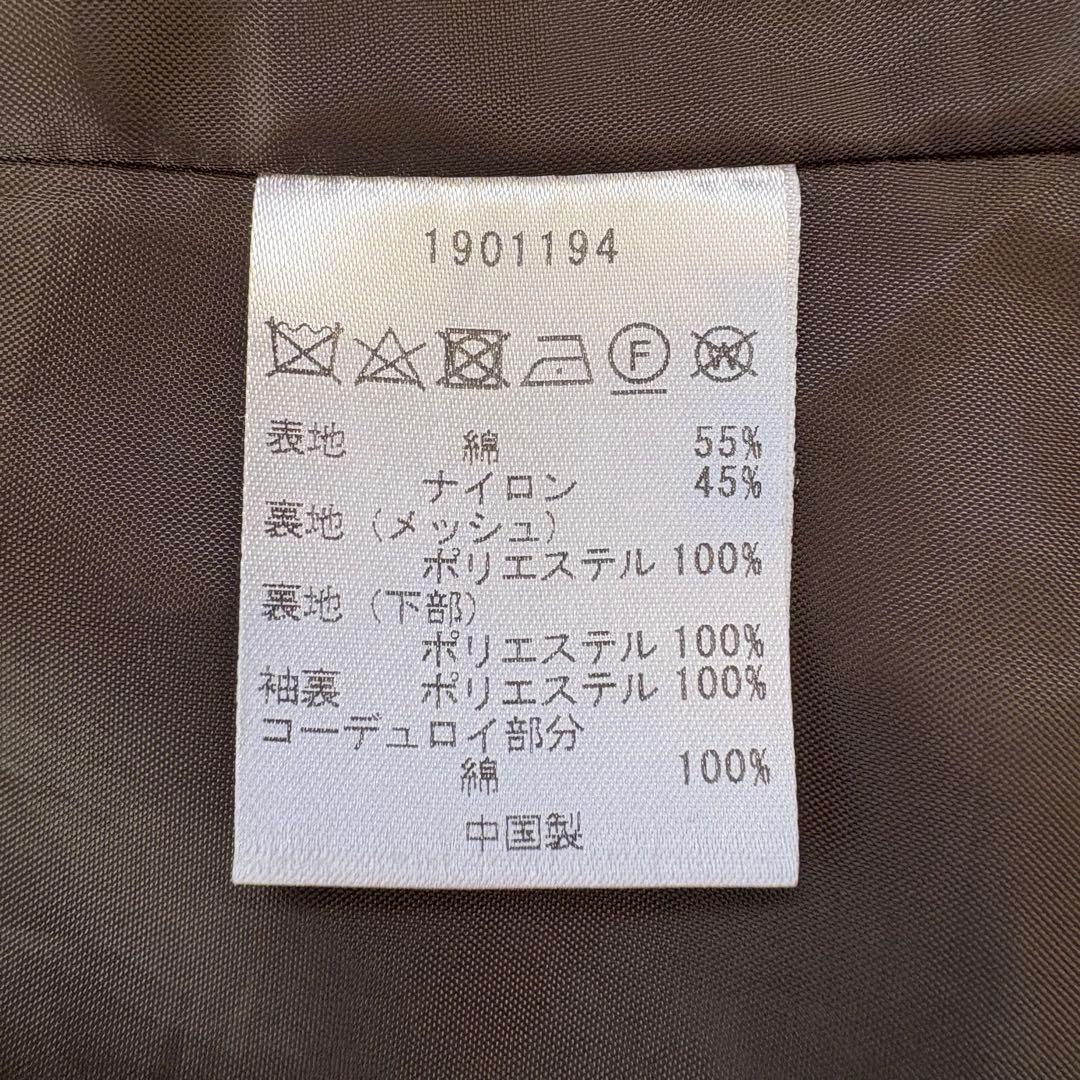 1901194
F W
表地 綿 55%
ナイロン 45%
裏地(メッシュ)
ポリエステル 100%
裏地(下部)
ポリエステル 100%
袖裏 ポリエステル 100%
コーデュロイ部分
綿 100%
中国製